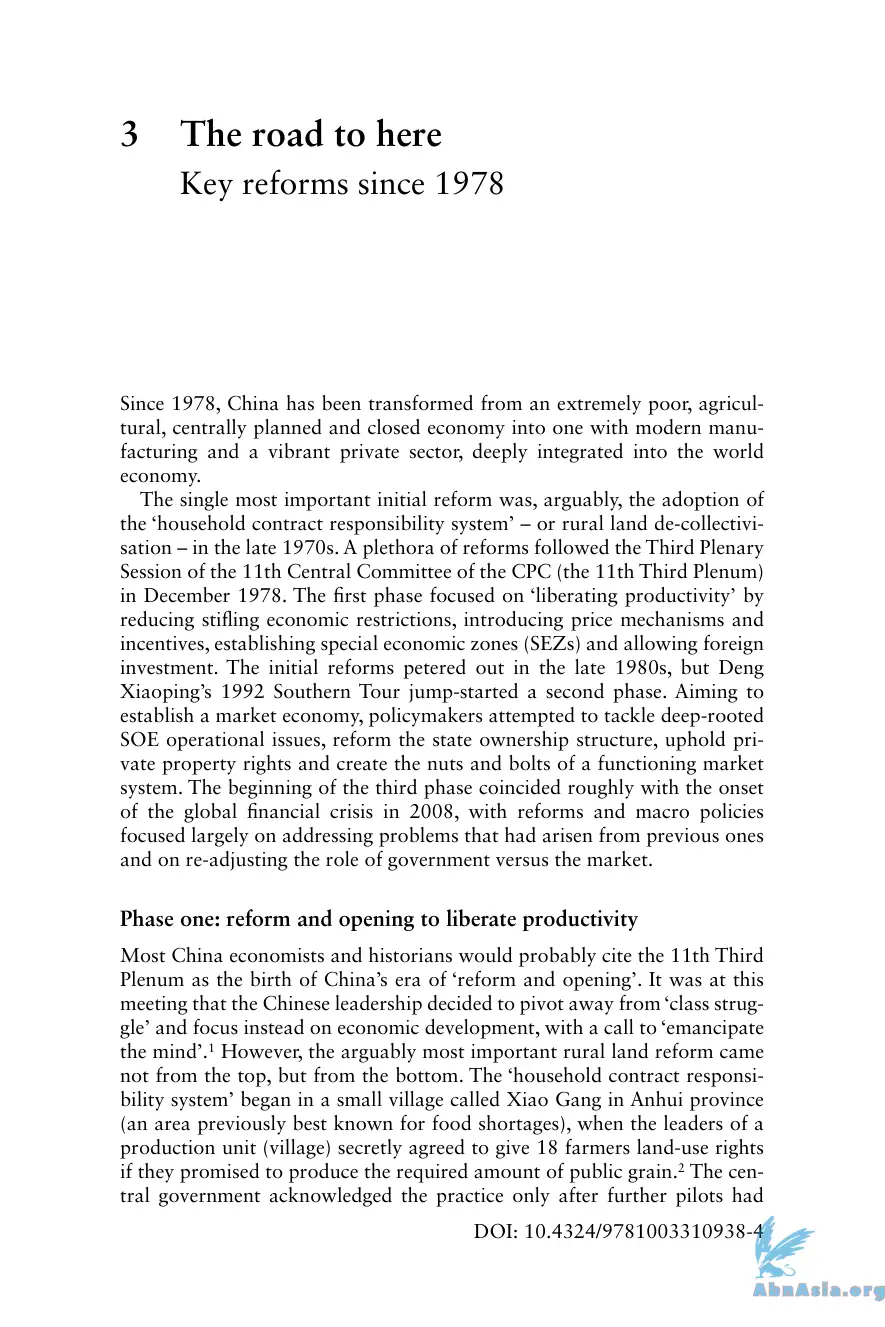 3 The road to here
Key reforms since 1978
Since 1978, China has been transformed from an extremely poor, agricul-
tural, centrally planned and closed economy into one with modern manu-
facturing and a vibrant private sector, deeply integrated into the world
economy.
The single most important initial reform was, arguably, the adoption of
the ‘household contract responsibility system’ – or rural land de-collectivi-
sation – in the late 1970s. A plethora of reforms followed the Third Plenary
Session of the 11th Central Committee of the CPC (the 11th Third Plenum)
in December 1978. The first phase focused on ‘liberating productivity’ by
reducing stifling economic restrictions, introducing price mechanisms and
incentives, establishing special economic zones (SEZs) and allowing foreign
investment. The initial reforms petered out in the late 1980s, but Deng
Xiaoping’s 1992 Southern Tour jump-started a second phase. Aiming to
establish a market economy, policymakers attempted to tackle deep-rooted
SOE operational issues, reform the state ownership structure, uphold pri-
vate property rights and create the nuts and bolts of a functioning market
system. The beginning of the third phase coincided roughly with the onset
of the global financial crisis in 2008, with reforms and macro policies
focused largely on addressing problems that had arisen from previous ones
and on re-adjusting the role of government versus the market.
Phase one: reform and opening to liberate productivity
Most China economists and historians would probably cite the 11th Third
Plenum as the birth of China’s era of ‘reform and opening’. It was at this
meeting that the Chinese leadership decided to pivot away from ‘class strug-
gle’ and focus instead on economic development, with a call to ‘emancipate
the mind’.¹ However, the arguably most important rural land reform came
not from the top, but from the bottom. The ‘household contract responsi-
bility system’ began in a small village called Xiao Gang in Anhui province
(an area previously best known for food shortages), when the leaders of a
production unit (village) secretly agreed to give 18 farmers land-use rights
if they promised to produce the required amount of public grain.² The cen-
tral government acknowledged the practice only after further pilots had
DOI: 10.4324/9781003310938-4
AbnAsia.org